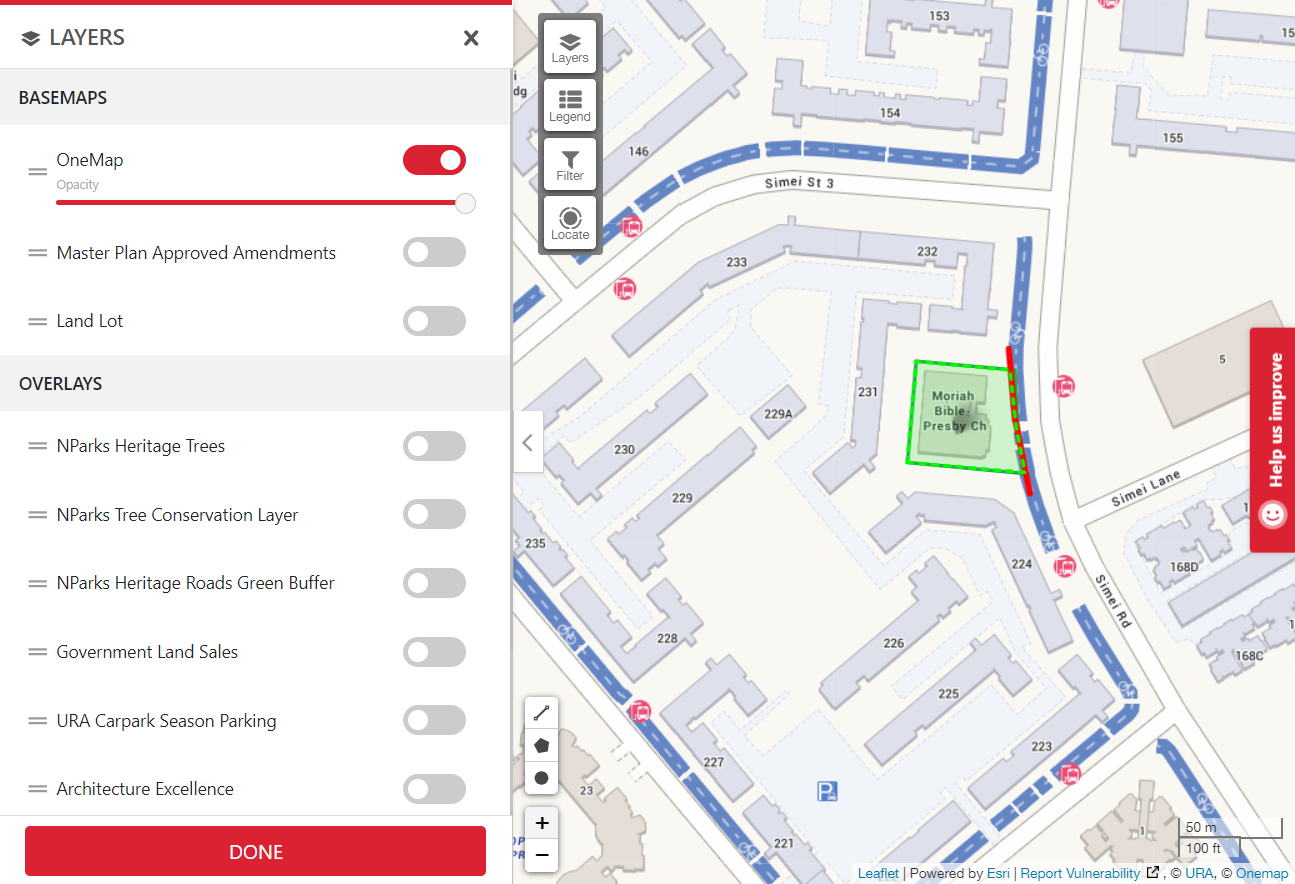 LAYERS
BASEMAPS
OneMap
Opacity
Master Plan Approved Amendments
Land Lot
OVERLAYS
NParks Heritage Trees
NParks Tree Conservation Layer
NParks Heritage Roads Green Buffer
Government Land Sales
URA Carpark Season Parking
Architecture Excellence
DONE
Layers
Legend
Filter
Locate
153
154
155
15
146
Simei St 3
232
233
231
5
Moriah
Bible-
Presby Ch
229A
230
229
Simei Lane
235
224
168D
Simei Rd
228
226
168C
225
227
223
P
23
221
1
Help us improve
+
−
50 m
100 ft
Leaflet | Powered by Esri | Report Vulnerability , © URA, © Onemap